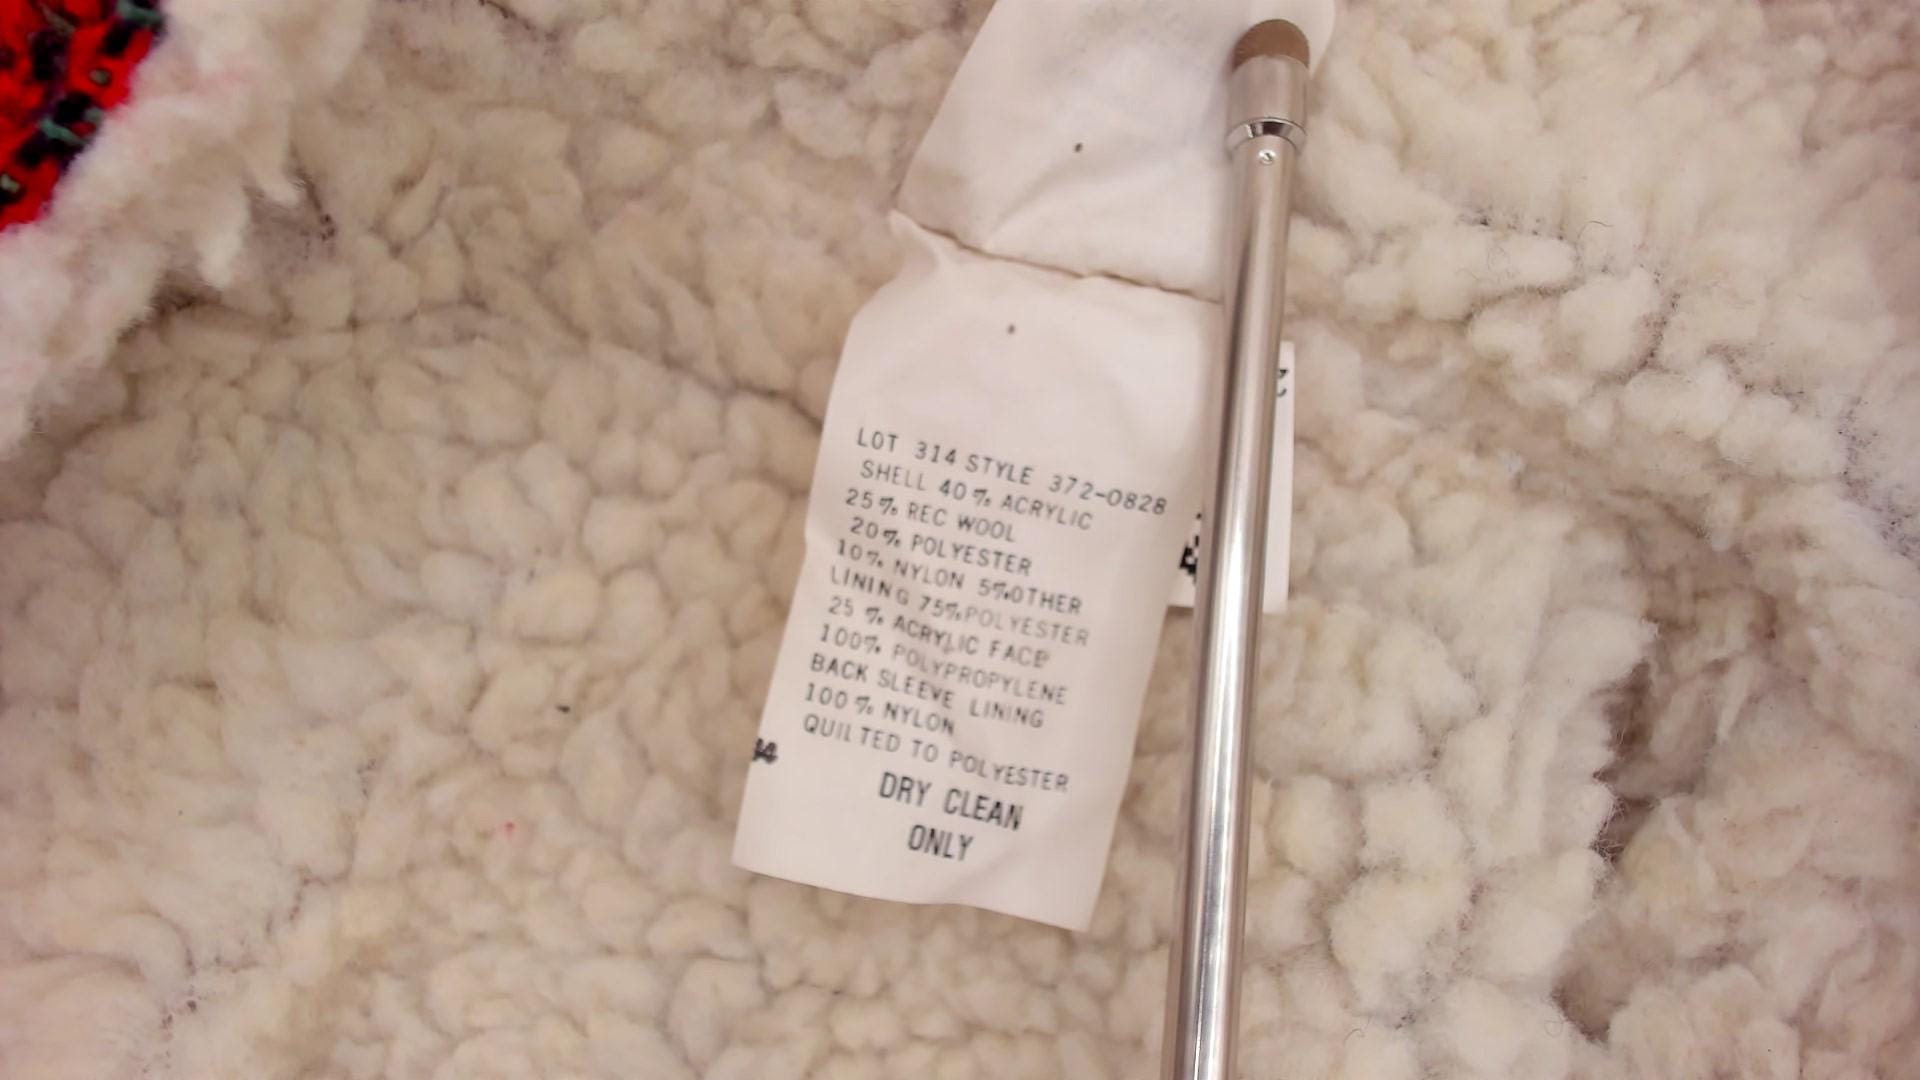 LOT 314 STYLE 372-0828
SHELL 40% ACRYLIC
25% REC WOOL
20% POLYESTER
10% NYLON 5% OTHER
LINING 75% POLYESTER
25 % ACRYLIC FACE
100% POLYPROPYLENE
BACK SLEEVE LINING
100 % NYLON
QUILTED TO POLYESTER
DRY CLEAN
ONLY